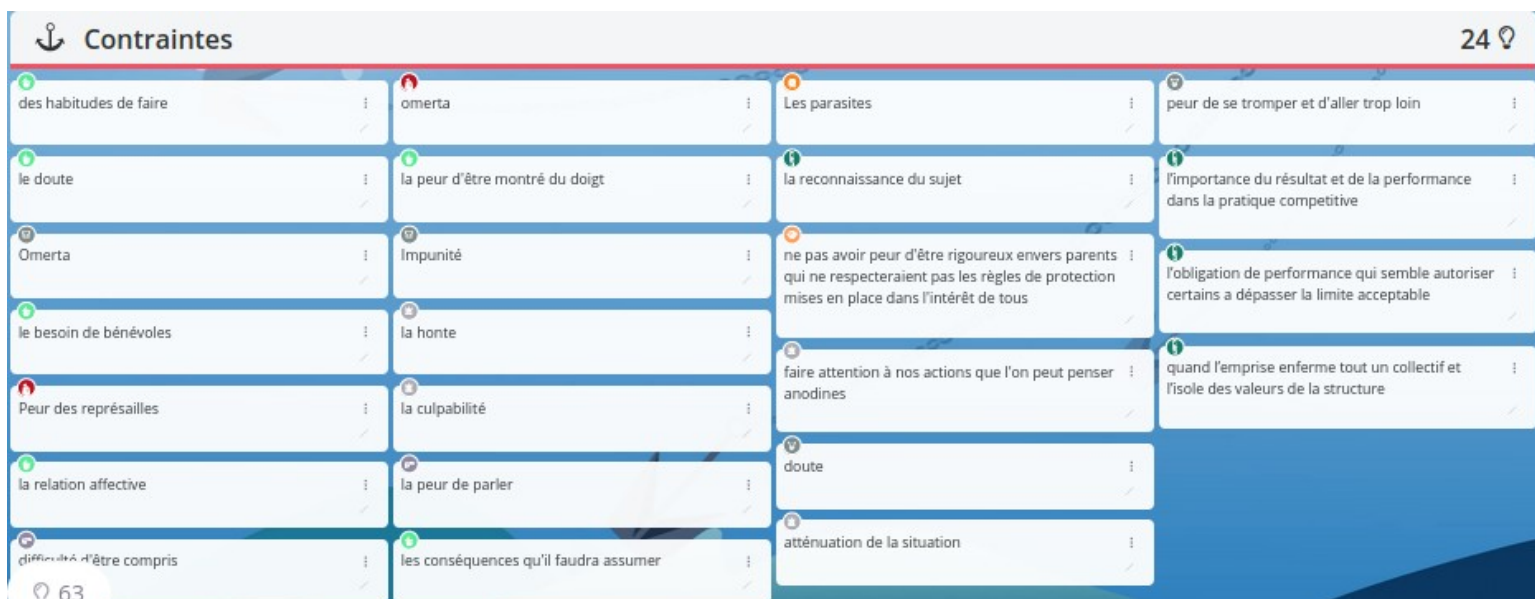 Contraintes
24
des habitudes de faire
le doute
Omerta
le besoin de bénévoles
Peur des représailles
la relation affective
difficulté d'être compris
63
omerta
la peur d'être montré du doigt
Impunité
la honte
la culpabilité
la peur de parler
les conséquences qu'il faudra assumer
Les parasites
la reconnaissance du sujet
ne pas avoir peur d'être rigoureux envers parents
qui ne respecteraient pas les règles de protection
mises en place dans l'intérêt de tous
faire attention à nos actions que l'on peut penser
anodines
doute
atténuation de la situation
peur de se tromper et d'aller trop loin
l'importance du résultat et de la performance
dans la pratique competitive
l'obligation de performance qui semble autoriser
certains a dépasser la limite acceptable
quand l'emprise enferme tout un collectif et
l'isole des valeurs de la structure